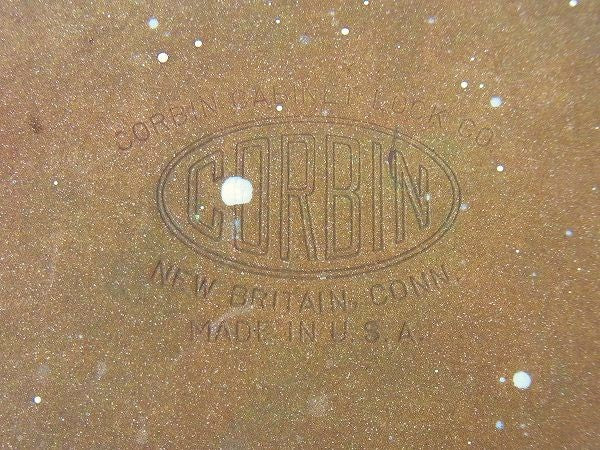 CORBIN CABINET LOCK CO.
CORBIN
NEW BRITAIN, CONN.
MADE IN U.S.A.